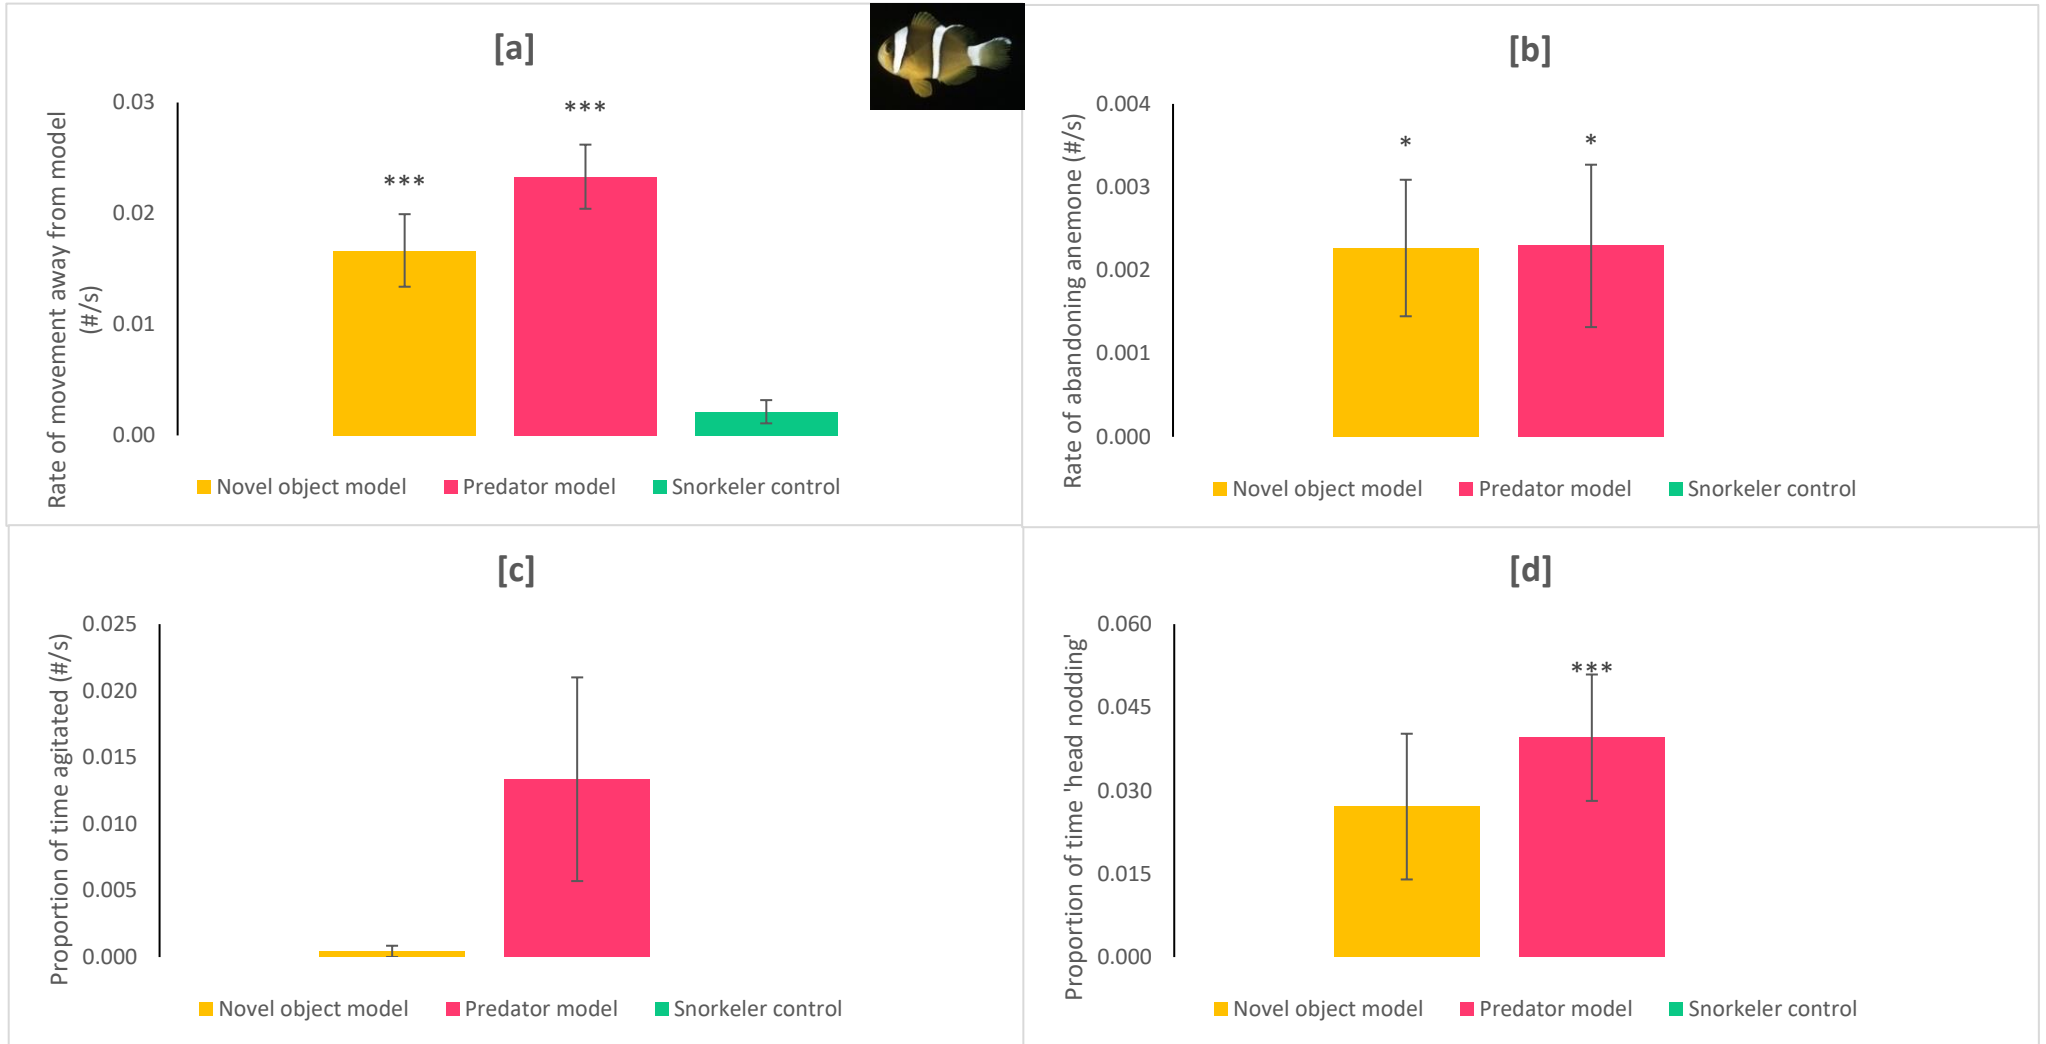 [a]
Rate of movement away from model
(#/s)
0.03
0.02
0.01
0.00
***
***
Novel object model
Predator model
Snorkeler control
[b]
Rate of abandoning anemone (#/s)
0.004
0.003
0.002
0.001
0.000
*
*
Novel object model
Predator model
Snorkeler control
[c]
Proportion of time agitated (#/s)
0.025
0.020
0.015
0.010
0.005
0.000
Novel object model
Predator model
Snorkeler control
[d]
Proportion of time 'head nodding'
0.060
0.045
0.030
0.015
0.000
***
Novel object model
Predator model
Snorkeler control